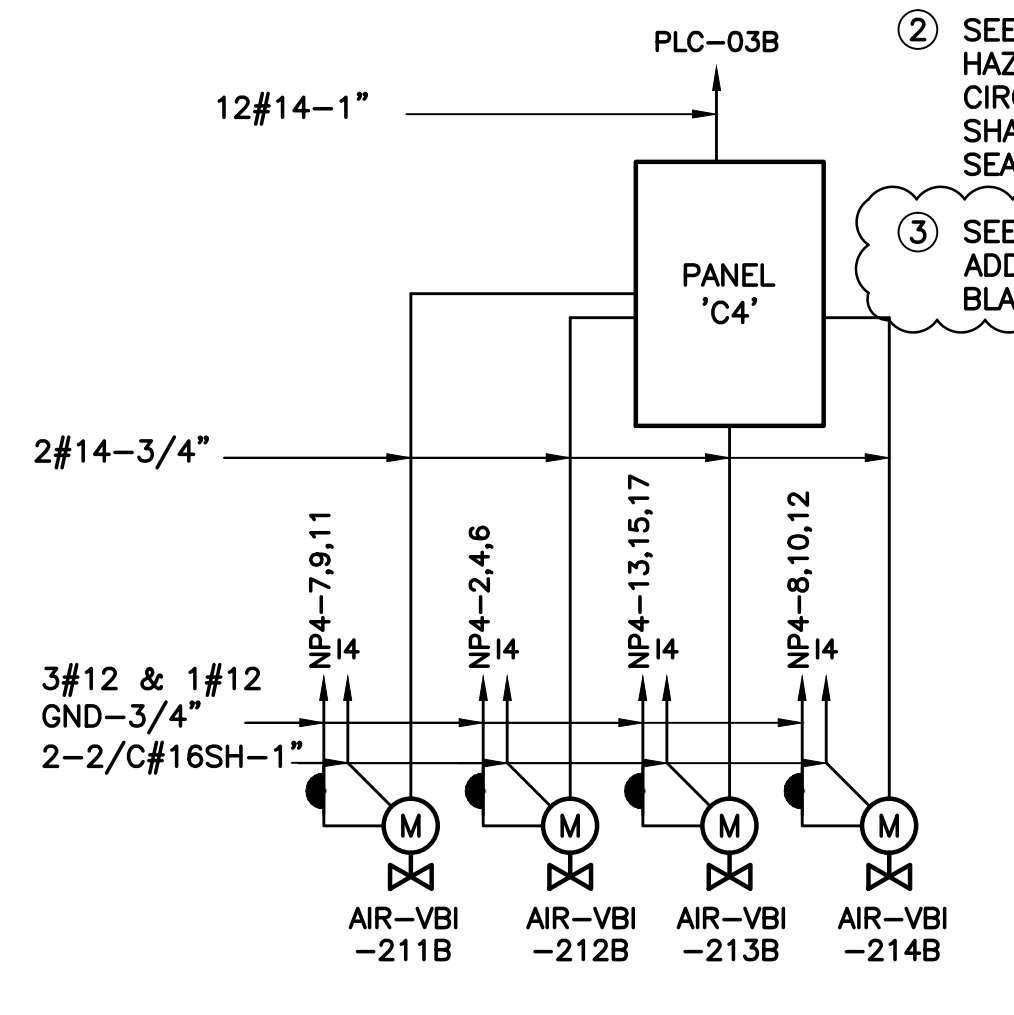 PLC-03B
② SEE
HAZ
CIRC
SHA
SEA
12#14-1”
③ SEE
ADD
BLA
PANEL
'C4'
2#14-3/4”
NP4-7,9,11
I4
NP4-2,4,6
I4
NP4-13,15,17
I4
NP4-8,10,12
I4
3#12 & 1#12
GND-3/4”
2-2/C#16SH-1”
M
M
M
M
AIR-VBI
-211B
AIR-VBI
-212B
AIR-VBI
-213B
AIR-VBI
-214B